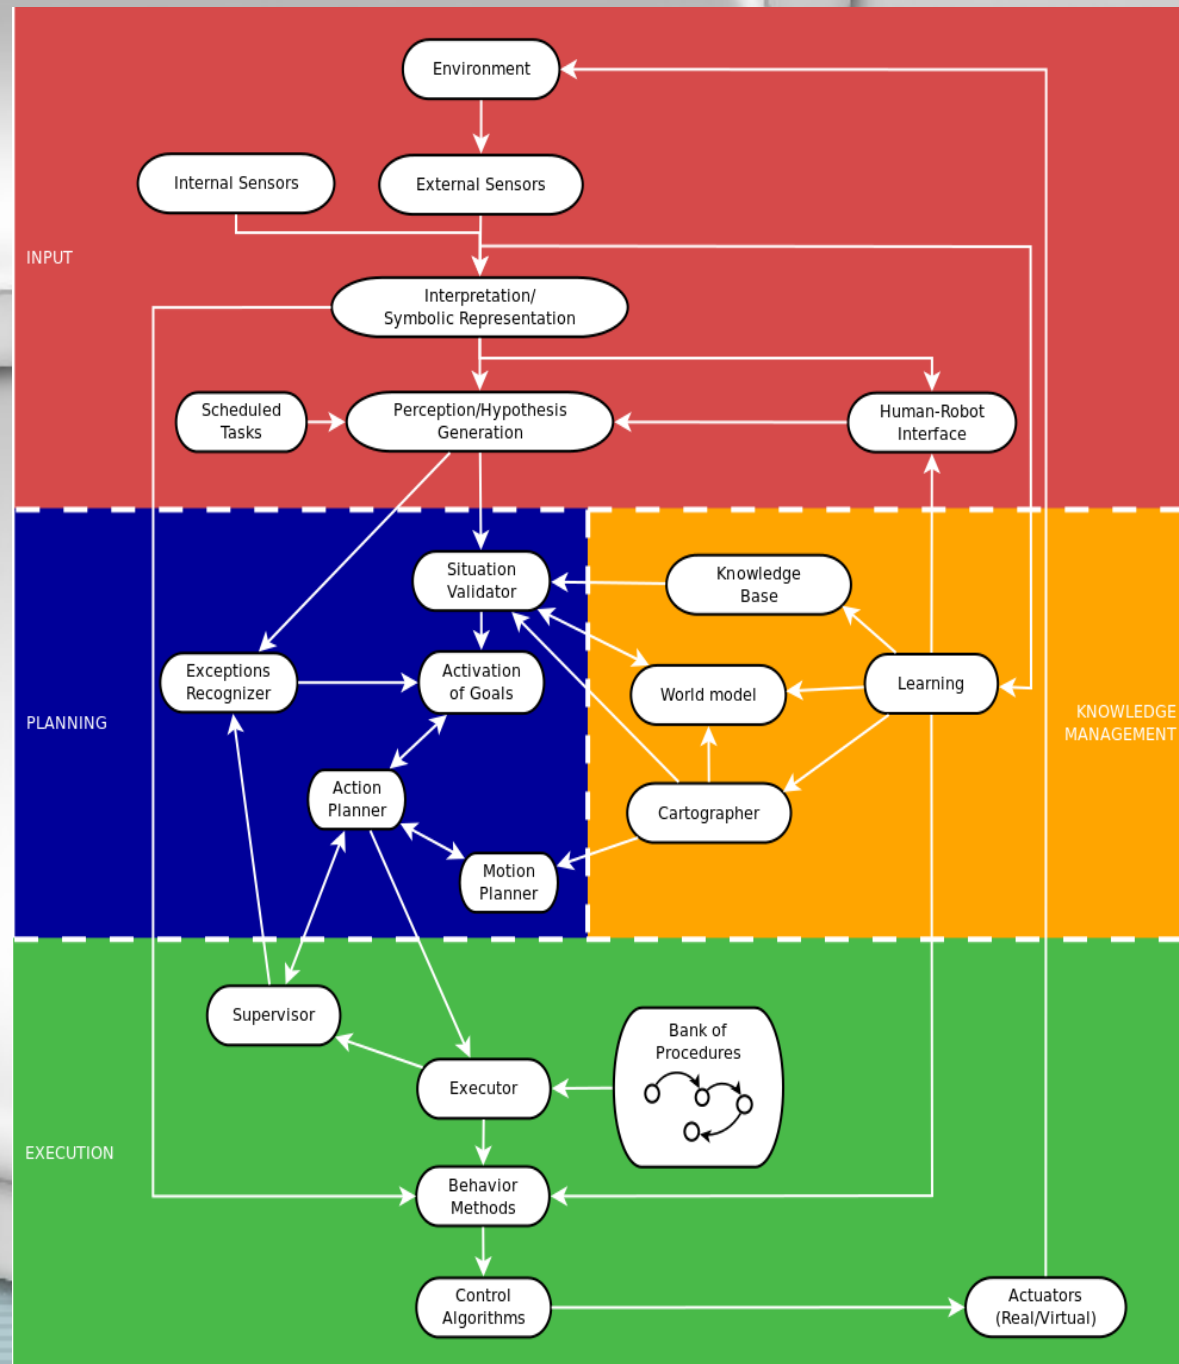 Environment
Internal Sensors
External Sensors
INPUT
Interpretation/
Symbolic Representation
Scheduled
Tasks
Perception/Hypothesis
Generation
Human-Robot
Interface
Situation
Validator
Knowledge
Base
Exceptions
Recognizer
Activation
of Goals
World model
Learning
PLANNING
KNOWLEDGE
MANAGEMENT
Action
Planner
Cartographer
Motion
Planner
Supervisor
Bank of
Procedures
Executor
EXECUTION
Behavior
Methods
Control
Algorithms
Actuators
(Real/Virtual)